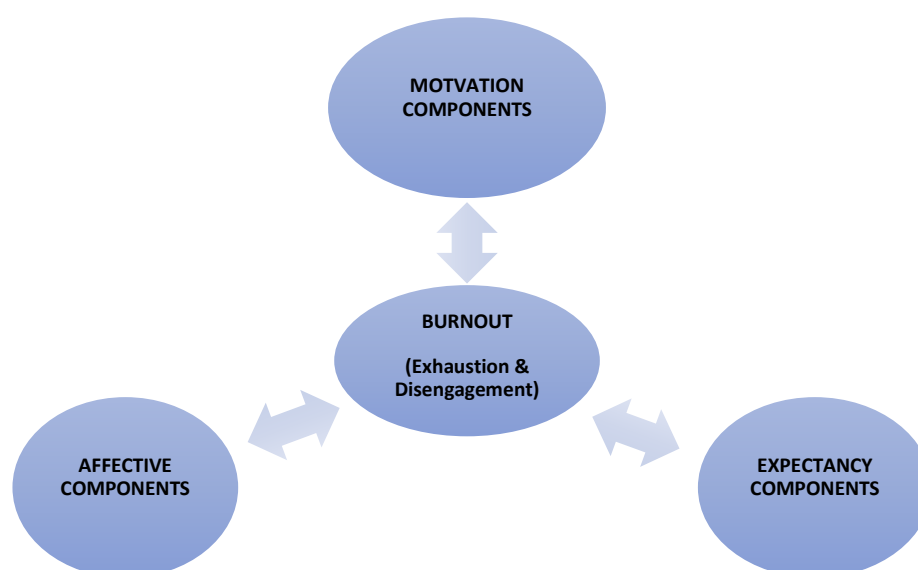 MOTVATION
COMPONENTS
BURNOUT
(Exhaustion &
Disengagement)
AFFECTIVE
COMPONENTS
EXPECTANCY
COMPONENTS